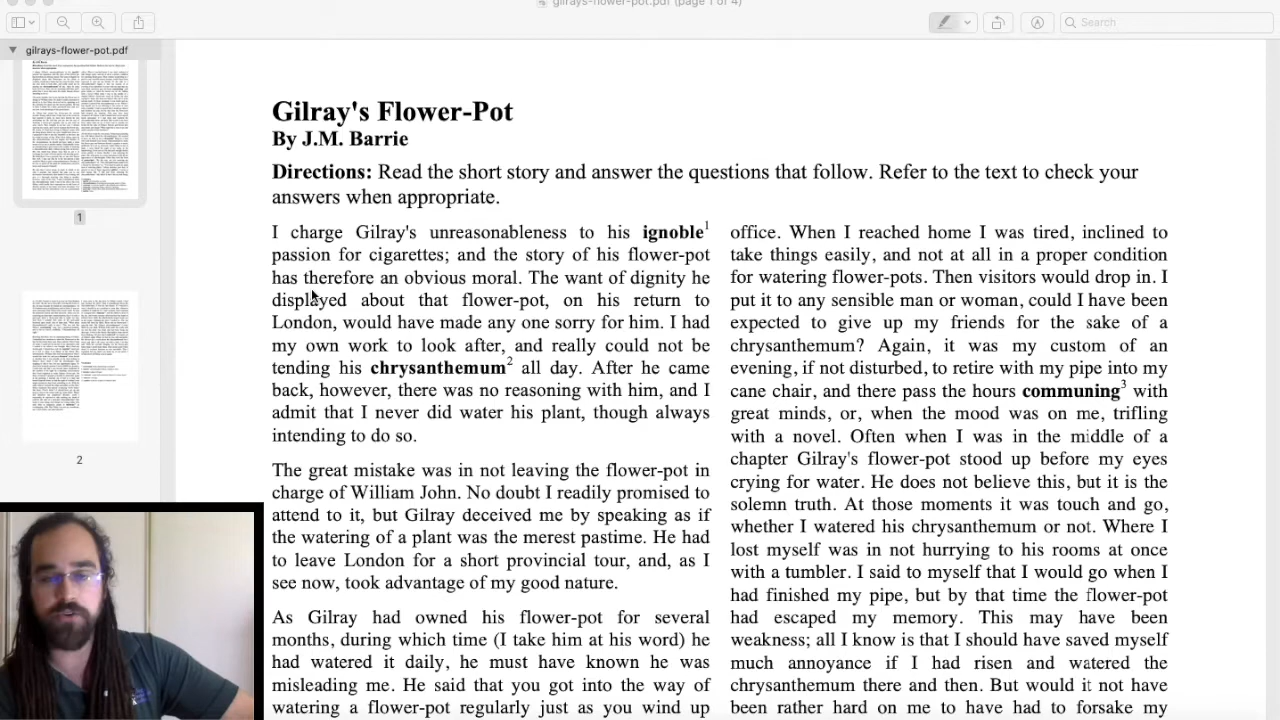 gilrays-flower-pot.pdf (page 1 of 4)
Search
gilrays-flower-pot.pdf
1
2
Gilray's Flower-Pot
By J.M. Barrie
Directions: Read the short story and answer the questions that follow. Refer to the text to check your
answers when appropriate.
I charge Gilray's unreasonableness to his ignoble1
passion for cigarettes; and the story of his flower-pot
has therefore an obvious moral. The want of dignity he
displayed about that flower-pot, on his return to
London, would have made any one sorry for him. I had
my own work to look after, and really could not be
tending his all day. After he came
back, however, there was no reasoning with him, and I
admit that I never did water his plant, though always
intending to do so.
The great mistake was in not leaving the flower-pot in
charge of William John. No doubt I readily promised to
attend to it, but Gilray deceived me by speaking as if
the watering of a plant was the merest pastime. He had
to leave London for a short provincial tour, and, as I
see now, took advantage of my good nature.
As Gilray had owned his flower-pot for several
months, during which time (I take him at his word) he
had watered it daily, he must have known he was
misleading me. He said that you got into the way of
watering a flower-pot regularly just as you wind up
office. When I reached home I was tired, inclined to
take things easily, and not at all in a proper condition
for watering flower-pots. Then visitors would drop in. I
put it to any sensible man or woman, could I have been
expected to give up my friends for the sake of a
chrysanthemum? Again, it was my custom of an
evening, if not disturbed, to retire with my pipe into my
cane chair, and there pass the hours communing3 with
great minds, or, when the mood was on me, trifling
with a novel. Often when I was in the middle of a
chapter Gilray's flower-pot stood up before my eyes
crying for water. He does not believe this, but it is the
solemn truth. At those moments it was touch and go,
whether I watered his chrysanthemum or not. Where I
lost myself was in not hurrying to his rooms at once
with a tumbler. I said to myself that I would go when I
had finished my pipe, but by that time the flower-pot
had escaped my memory. This may have been
weakness; all I know is that I should have saved myself
much annoyance if I had risen and watered the
chrysanthemum there and then. But would it not have
been rather hard on me to have had to forsake my